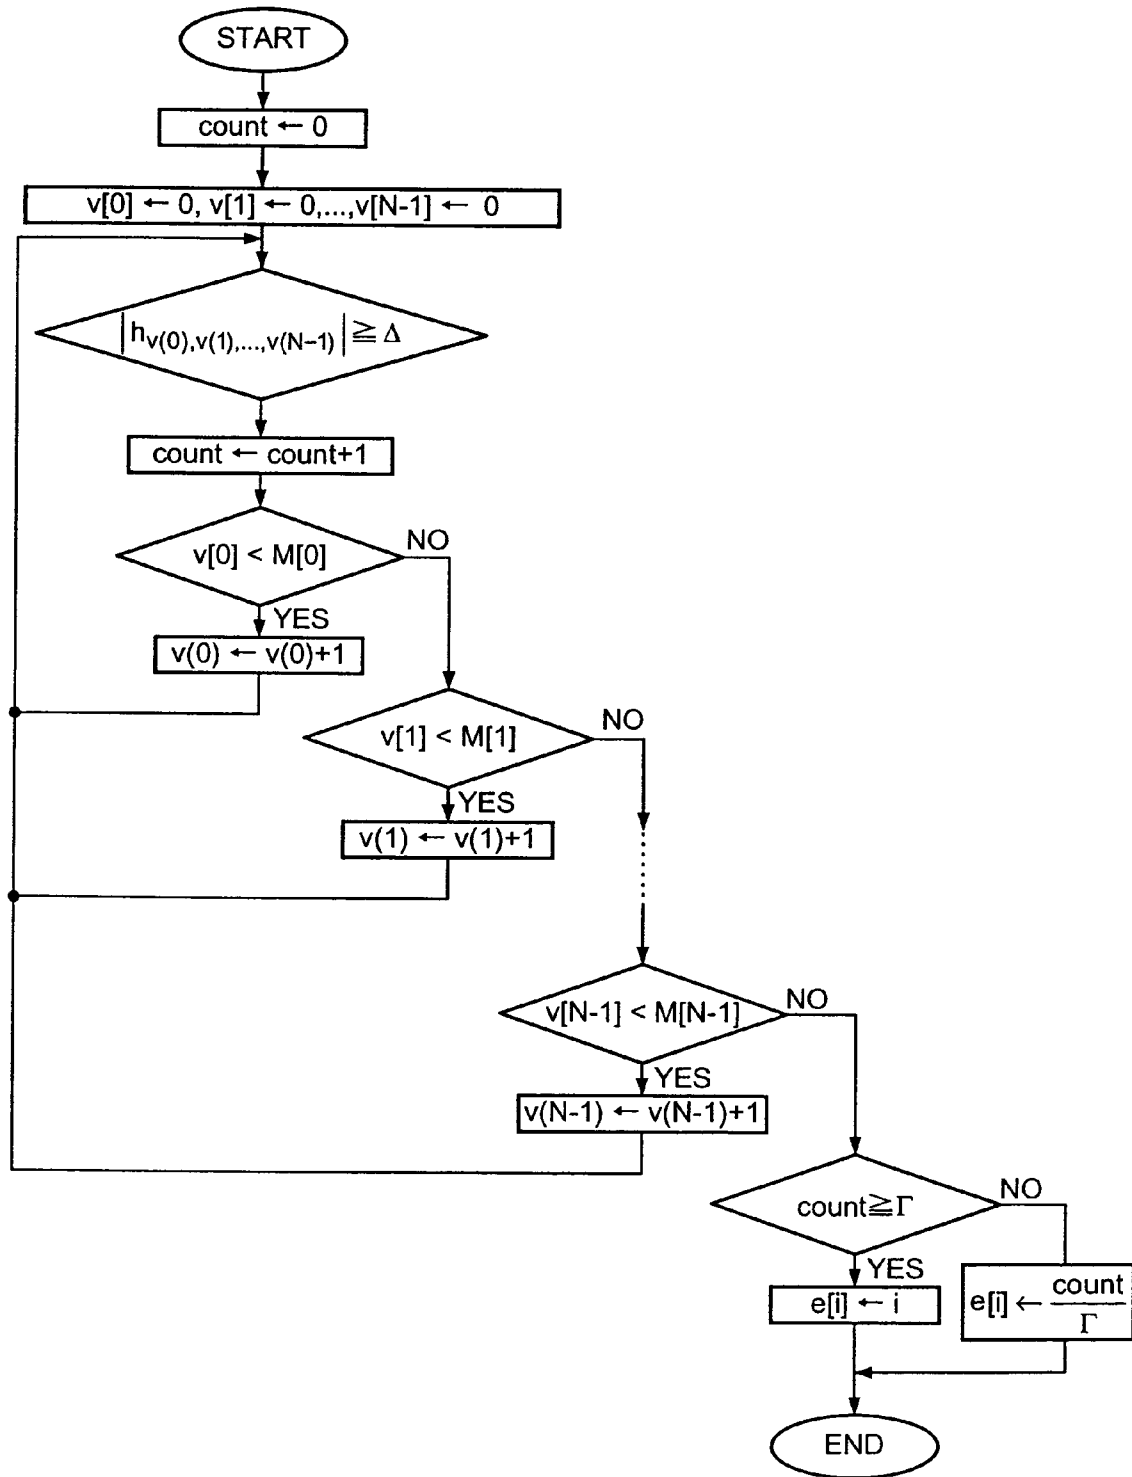 START
count ← 0
v[0] ← 0, v[1] ← 0,...,v[N-1] ← 0
|h_v(0),v(1),...,v(N−1)| ≧ Δ
count ← count+1
v[0] < M[0]
NO
YES
v(0) ← v(0)+1
v[1] < M[1]
NO
YES
v(1) ← v(1)+1
v[N-1] < M[N-1]
NO
YES
v(N-1) ← v(N-1)+1
count≧Γ
NO
YES
e[i] ← i
e[i] ← count
Γ
END